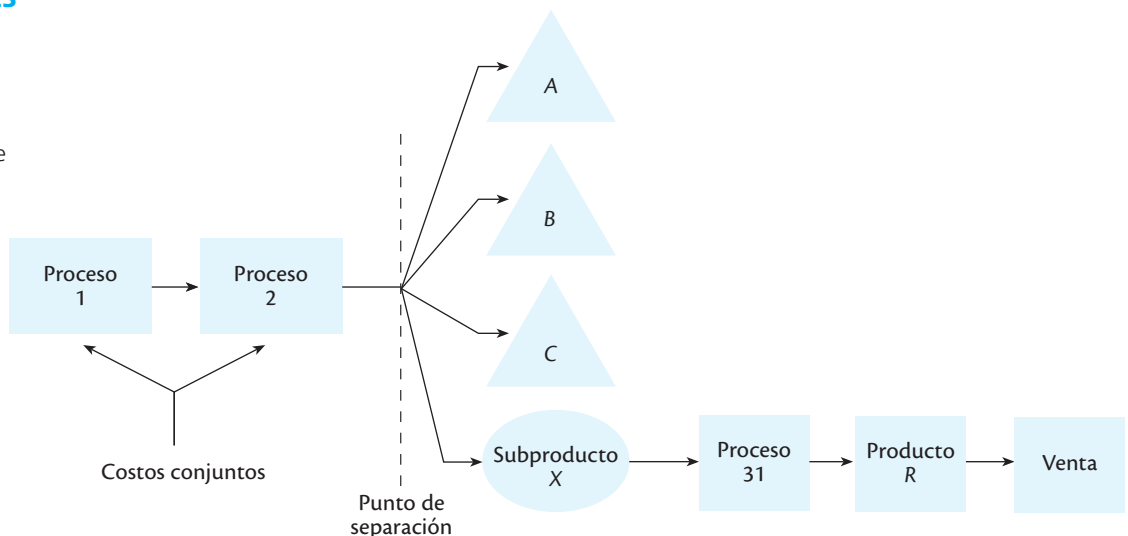 A
e
B
Proceso
1
Proceso
2
C
Costos conjuntos
Punto de
separación
Subproducto
X
Proceso
31
Producto
R
Venta